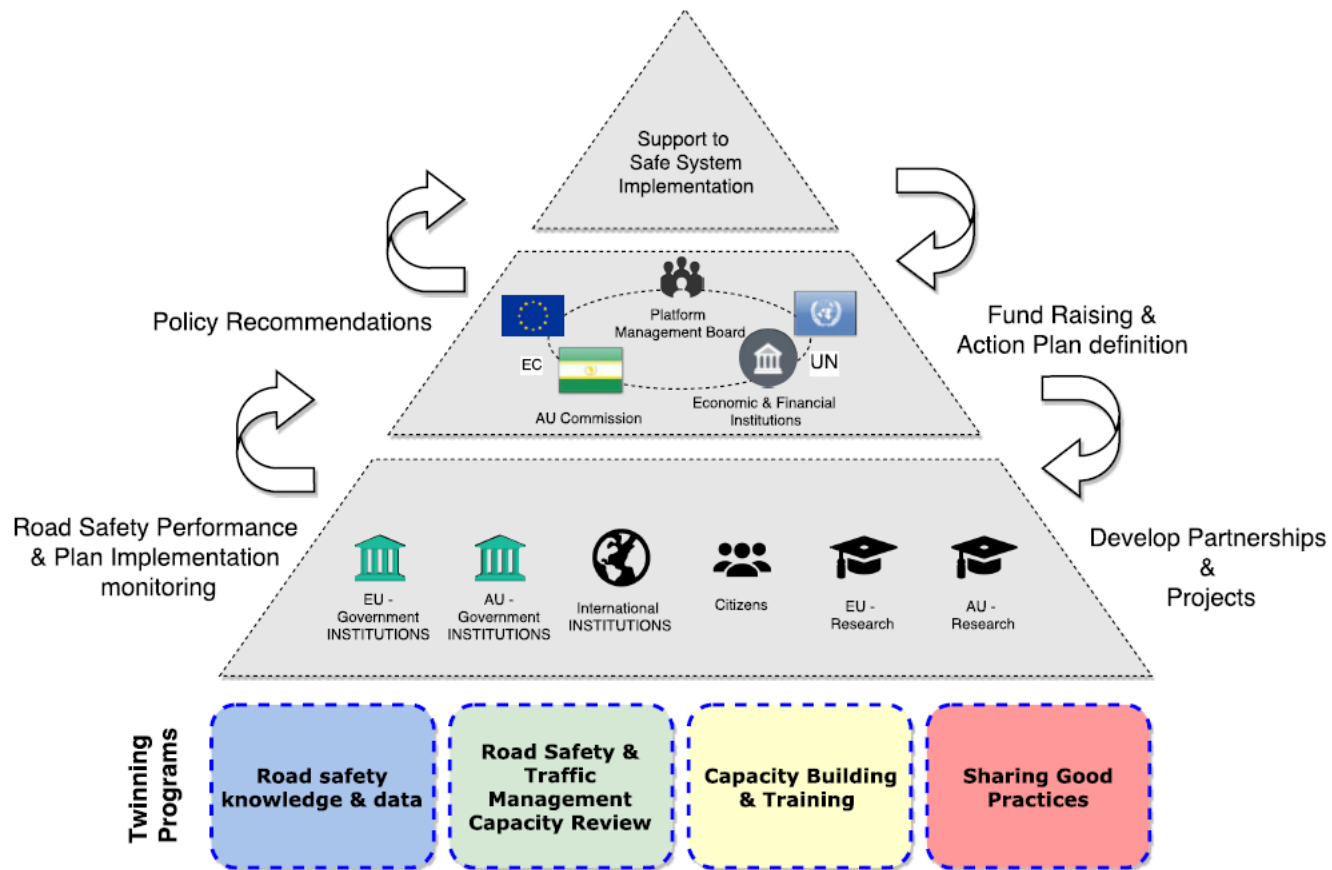 Support to
Safe System
Implementation
Policy Recommendations
Platform
Management Board
EC
UN
AU Commission
Economic & Financial
Institutions
Fund Raising &
Action Plan definition
Road Safety Performance
& Plan Implementation
monitoring
EU -
Government
INSTITUTIONS
AU -
Government
INSTITUTIONS
International
INSTITUTIONS
Citizens
EU -
Research
AU -
Research
Develop Partnerships
&
Projects
Twinning
Programs
Road safety
knowledge & data
Road Safety &
Traffic
Management
Capacity Review
Capacity Building
& Training
Sharing Good
Practices